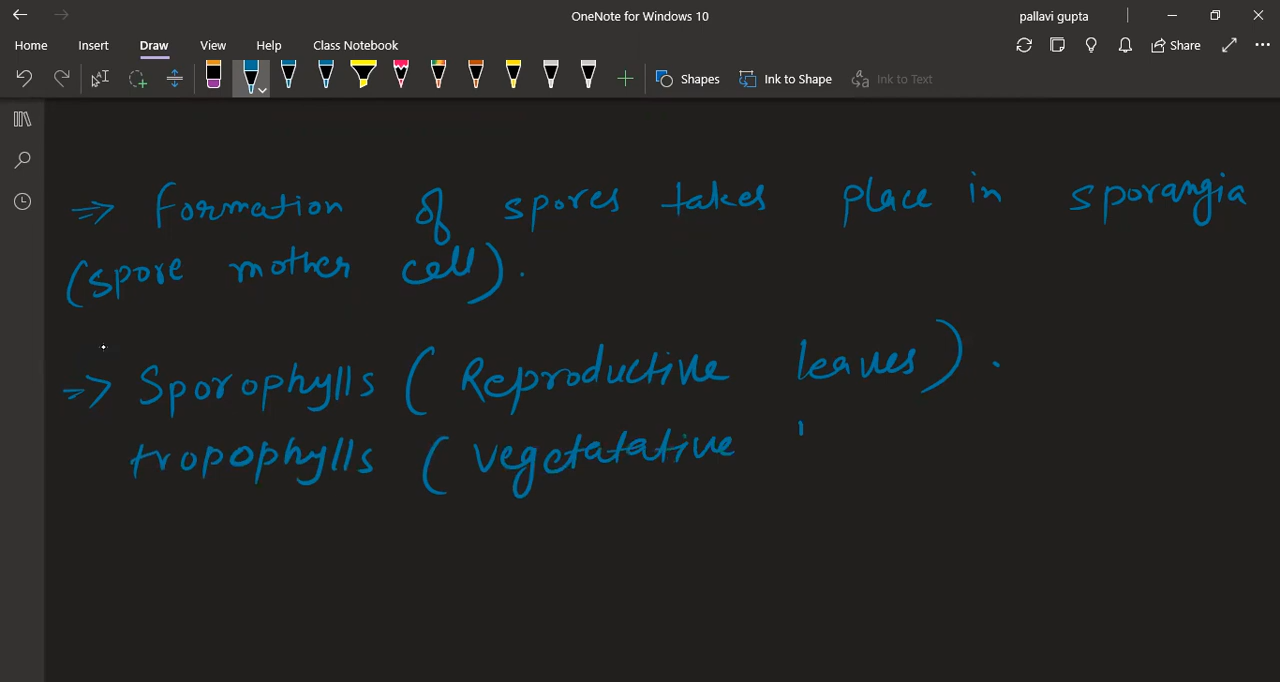 OneNote for Windows 10
pallavi gupta
Home Insert Draw View Help Class Notebook
Share
Shapes Ink to Shape Ink to Text
=> formation of spores takes place in sporangia
(spore mother cell).
=> Sporophylls ( Reproductive leaves ) .
tropophylls ( vegetatative